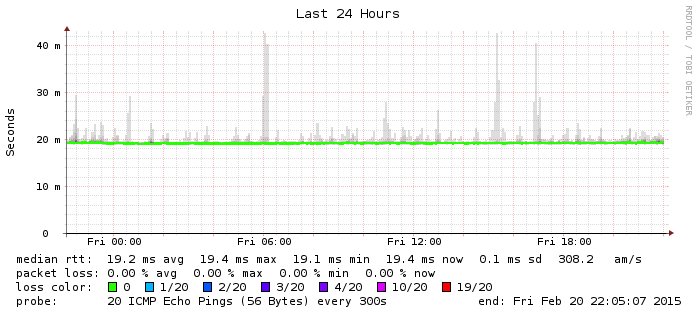 Last 24 Hours
RRDTOOL / TOBI OETIKER
Seconds
40 m
30 m
20 m
10 m
0
Fri 00:00 Fri 06:00 Fri 12:00 Fri 18:00
median rtt: 19.2 ms avg 19.4 ms max 19.1 ms min 19.4 ms now 0.1 ms sd 308.2 am/s
packet loss: 0.00 % avg 0.00 % max 0.00 % min 0.00 % now
loss color: 0 1/20 2/20 3/20 4/20 10/20 19/20
probe: 20 ICMP Echo Pings (56 Bytes) every 300s end: Fri Feb 20 22:05:07 2015